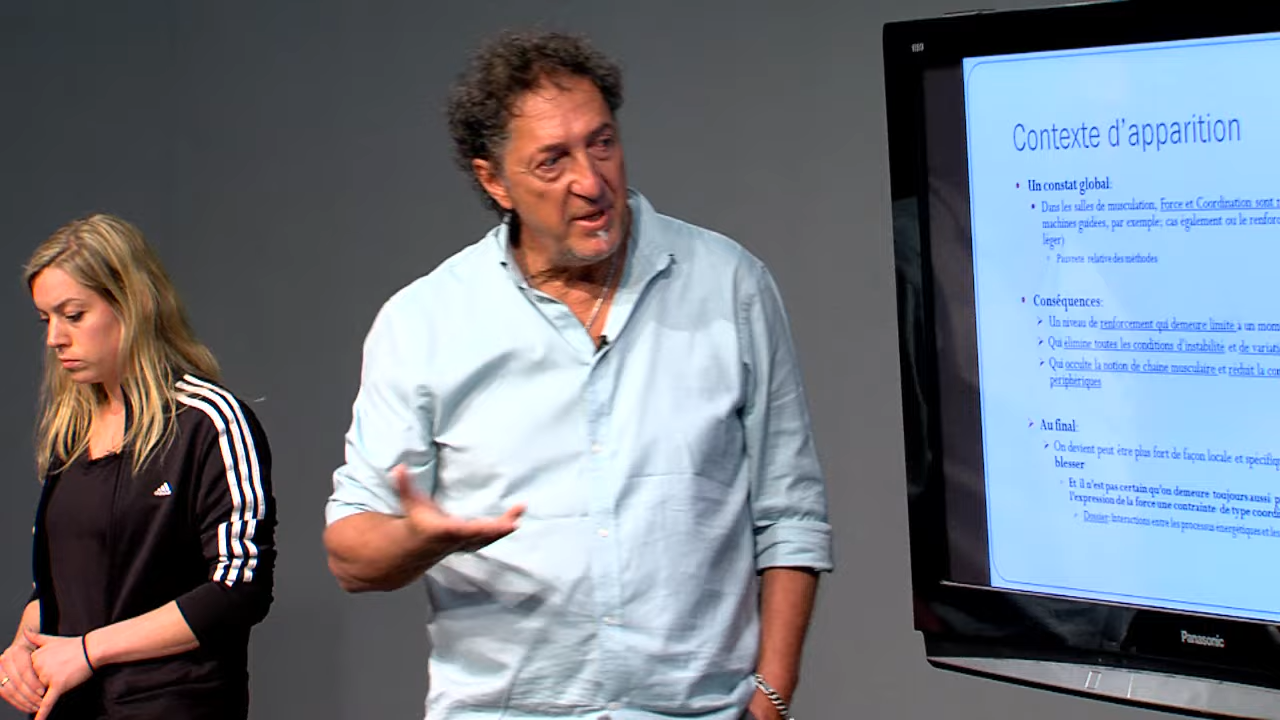 Contexte d'apparition
Un constat global:
Dans les salles de musculation, Force et Coordination sont
machines guidées, par exemple; cas également ou le renfor
léger)
Pauvreté relative des méthodes
Conséquences:
Un niveau de renforcement qui demeure limité à un mom
Qui élimine toutes les conditions d'instabilité et de variati
Qui occulte la notion de chaine musculaire et réduit la co
périphériques
Au final:
On devient peut être plus fort de façon locale et spécifiq
blesser
Et il n'est pas certain qu'on demeure toujours aussi p
l'expression de la force une contrainte de type coord
Dossier: Interactions entre les processus énergétiques et les
Panasonic
adidas